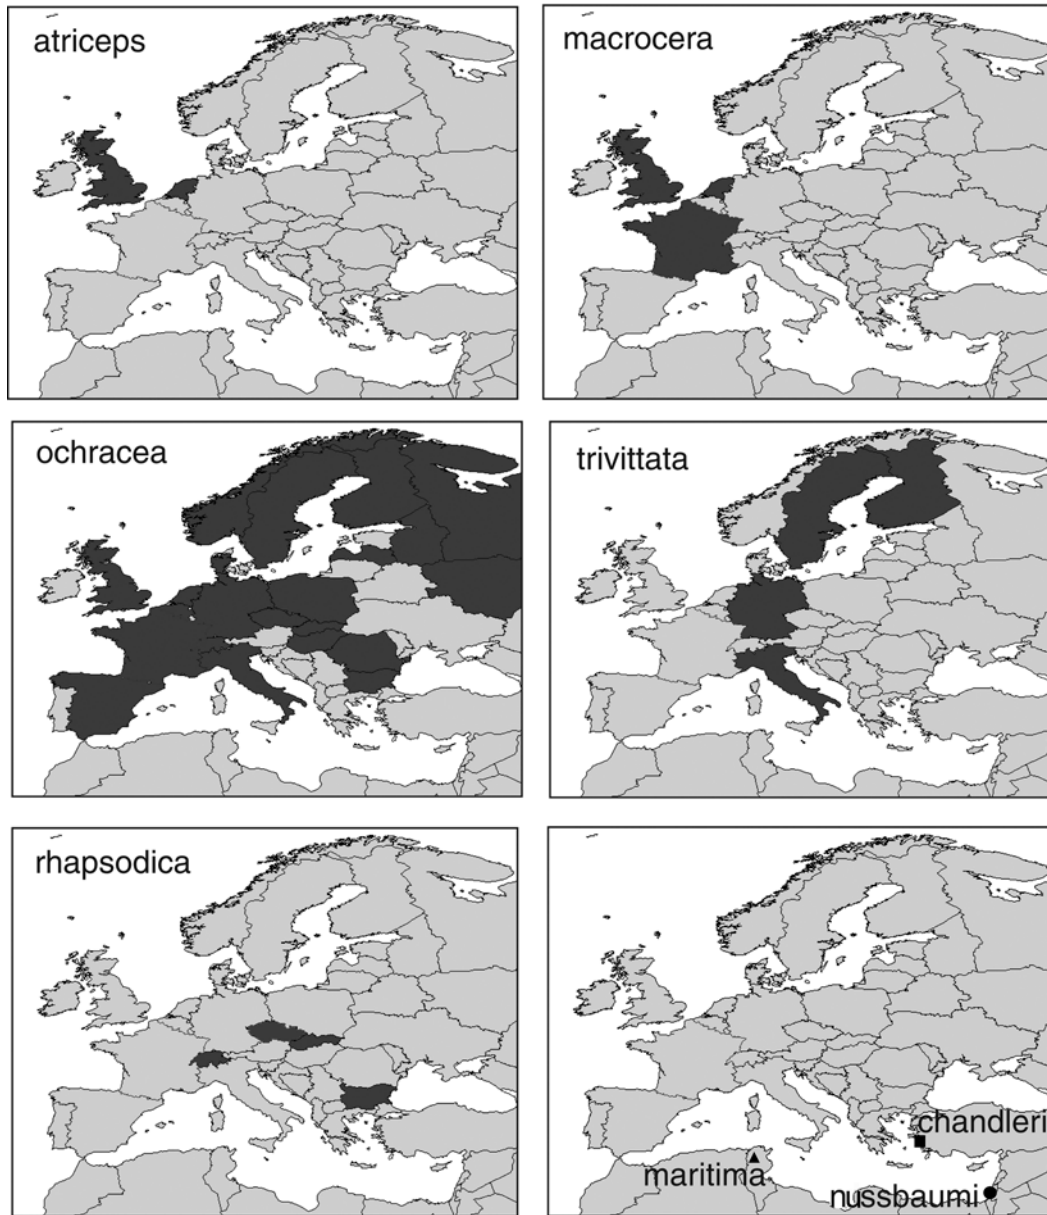 atriceps
macrocera
ochracea
trivittata
rhapsodica
chandleri
maritima
nussbaumi